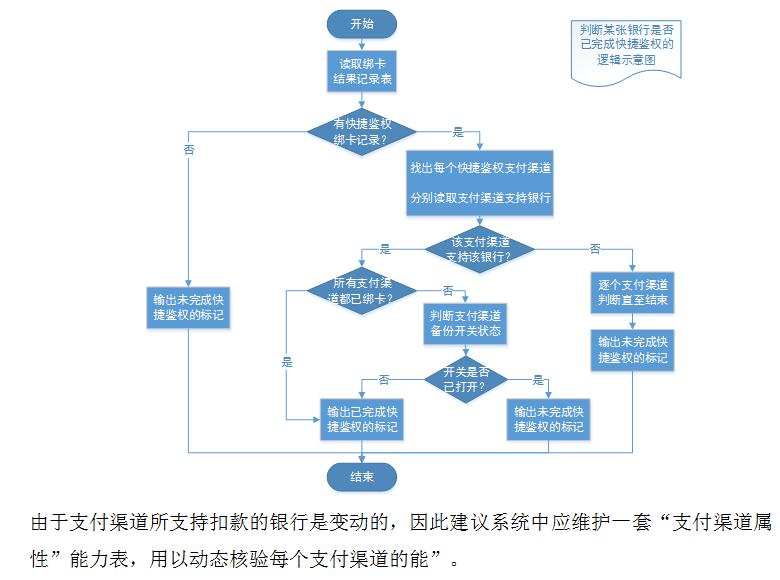 开始
判断某张银行是否
已完成快捷鉴权的
逻辑示意图
读取绑卡
结果记录表
有快捷鉴权
绑卡记录？
否
是
找出每个快捷鉴权支付渠道
分别读取支付渠道支持银行
该支付渠道
支持该银行？
是
否
所有支付渠
道都已绑卡？
否
逐个支付渠道
判断直至结束
输出未完成快
捷鉴权的标记
判断支付渠道
备份开关状态
输出未完成快
捷鉴权的标记
是
开关是否
已打开？
否
是
输出已完成快
捷鉴权的标记
输出未完成快
捷鉴权的标记
结束
由于支付渠道所支持扣款的银行是变动的，因此建议系统中应维护一套“支付渠道属
性”能力表，用以动态核验每个支付渠道的能”。